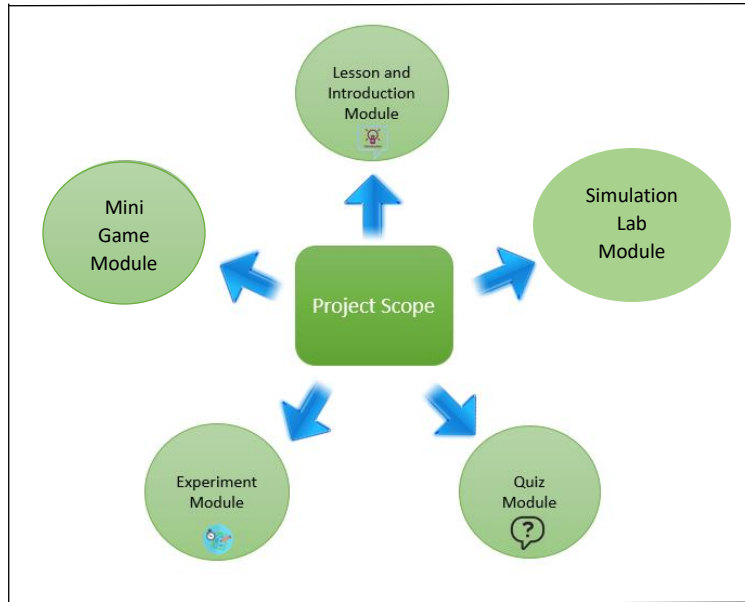 Lesson and
Introduction
Module
Mini
Game
Module
Simulation
Lab
Module
Project Scope
Experiment
Module
Quiz
Module
?